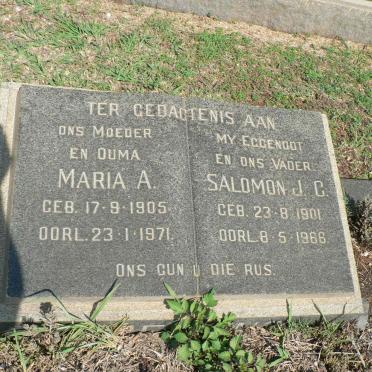 TER GEDAGTENIS AAN
ONS MOEDER
EN OUMA
MARIA A.
GEB. 17-9-1905.
OORL. 23-1-1971.
MY EGGENOOT
EN ONS VADER.
SALOMON J. C.
GEB. 23-8-1901.
OORL. 8-5-1966.
ONS GUN U DIE RUS.